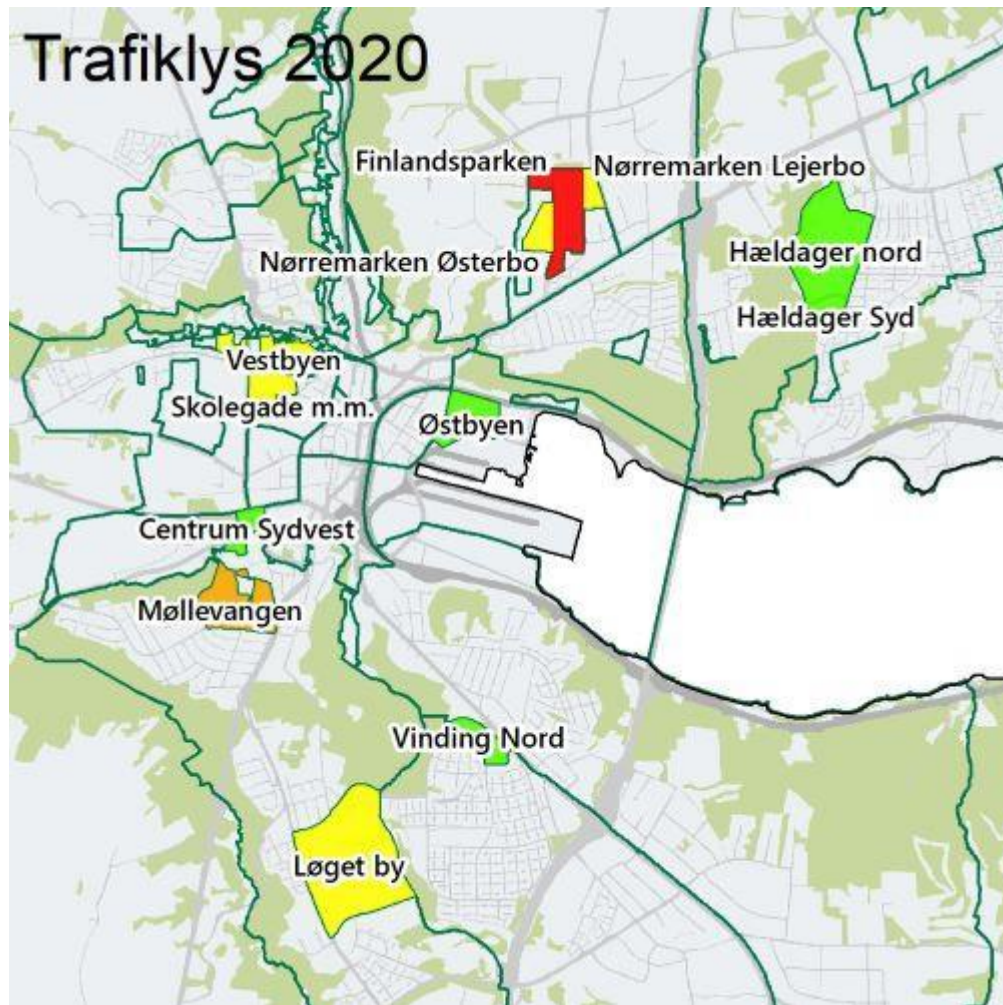 Trafiklys 2020
Finlandsparken
Nørremarken Lejerbo
Hældager nord
Nørremarken Østerbo
Hældager Syd
Vestbyen
Skolegade m.m.
Østbyen
Centrum Sydvest
Møllevangen
Vinding Nord
Løget by